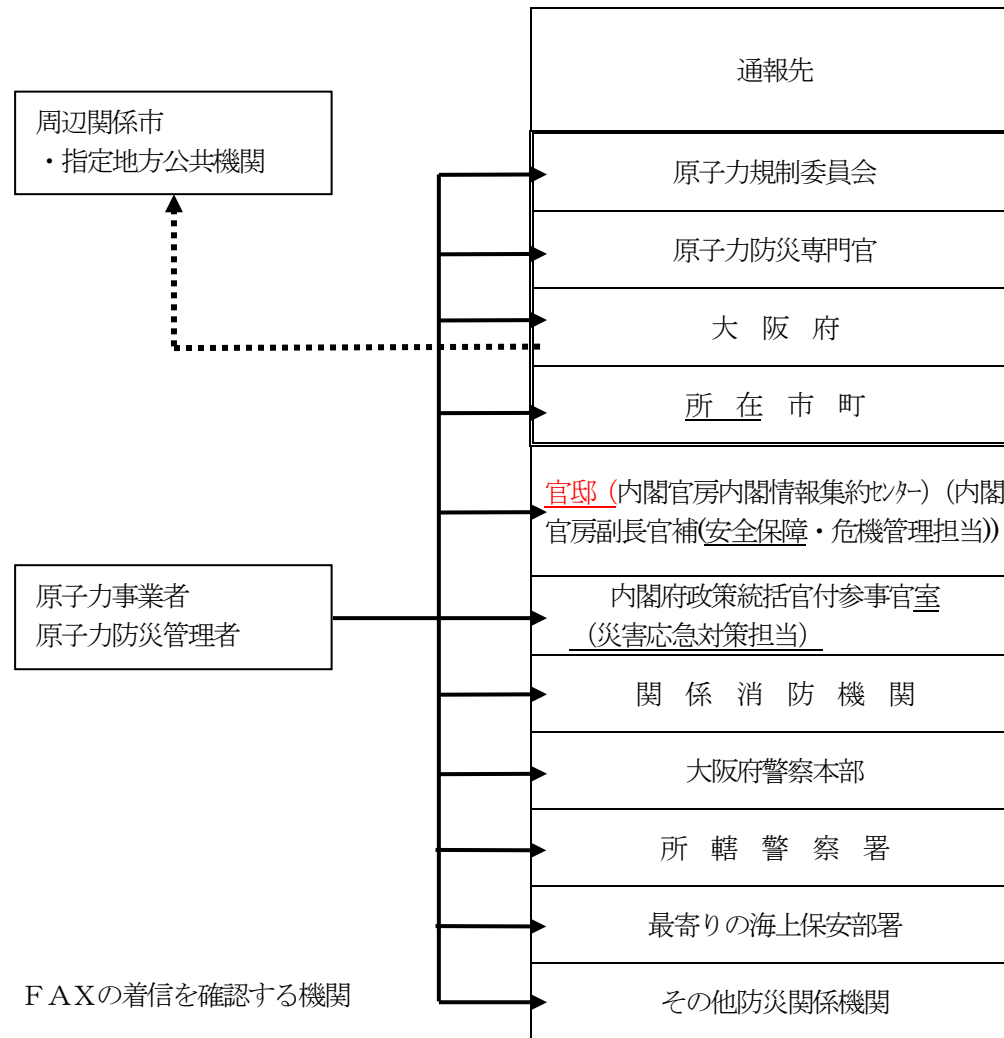 通報先
周辺関係市
・指定地方公共機関
原子力規制委員会
原子力防災専門官
大　阪　府
所　在　市　町
官邸（内閣官房内閣情報集約ｾﾝﾀｰ）（内閣
官房副長官補(安全保障・危機管理担当))
原子力事業者
原子力防災管理者
内閣府政策統括官付参事官室
（災害応急対策担当）
関　係　消　防　機　関
大阪府警察本部
所　轄　警　察　署
最寄りの海上保安部署
ＦＡＸの着信を確認する機関
その他防災関係機関